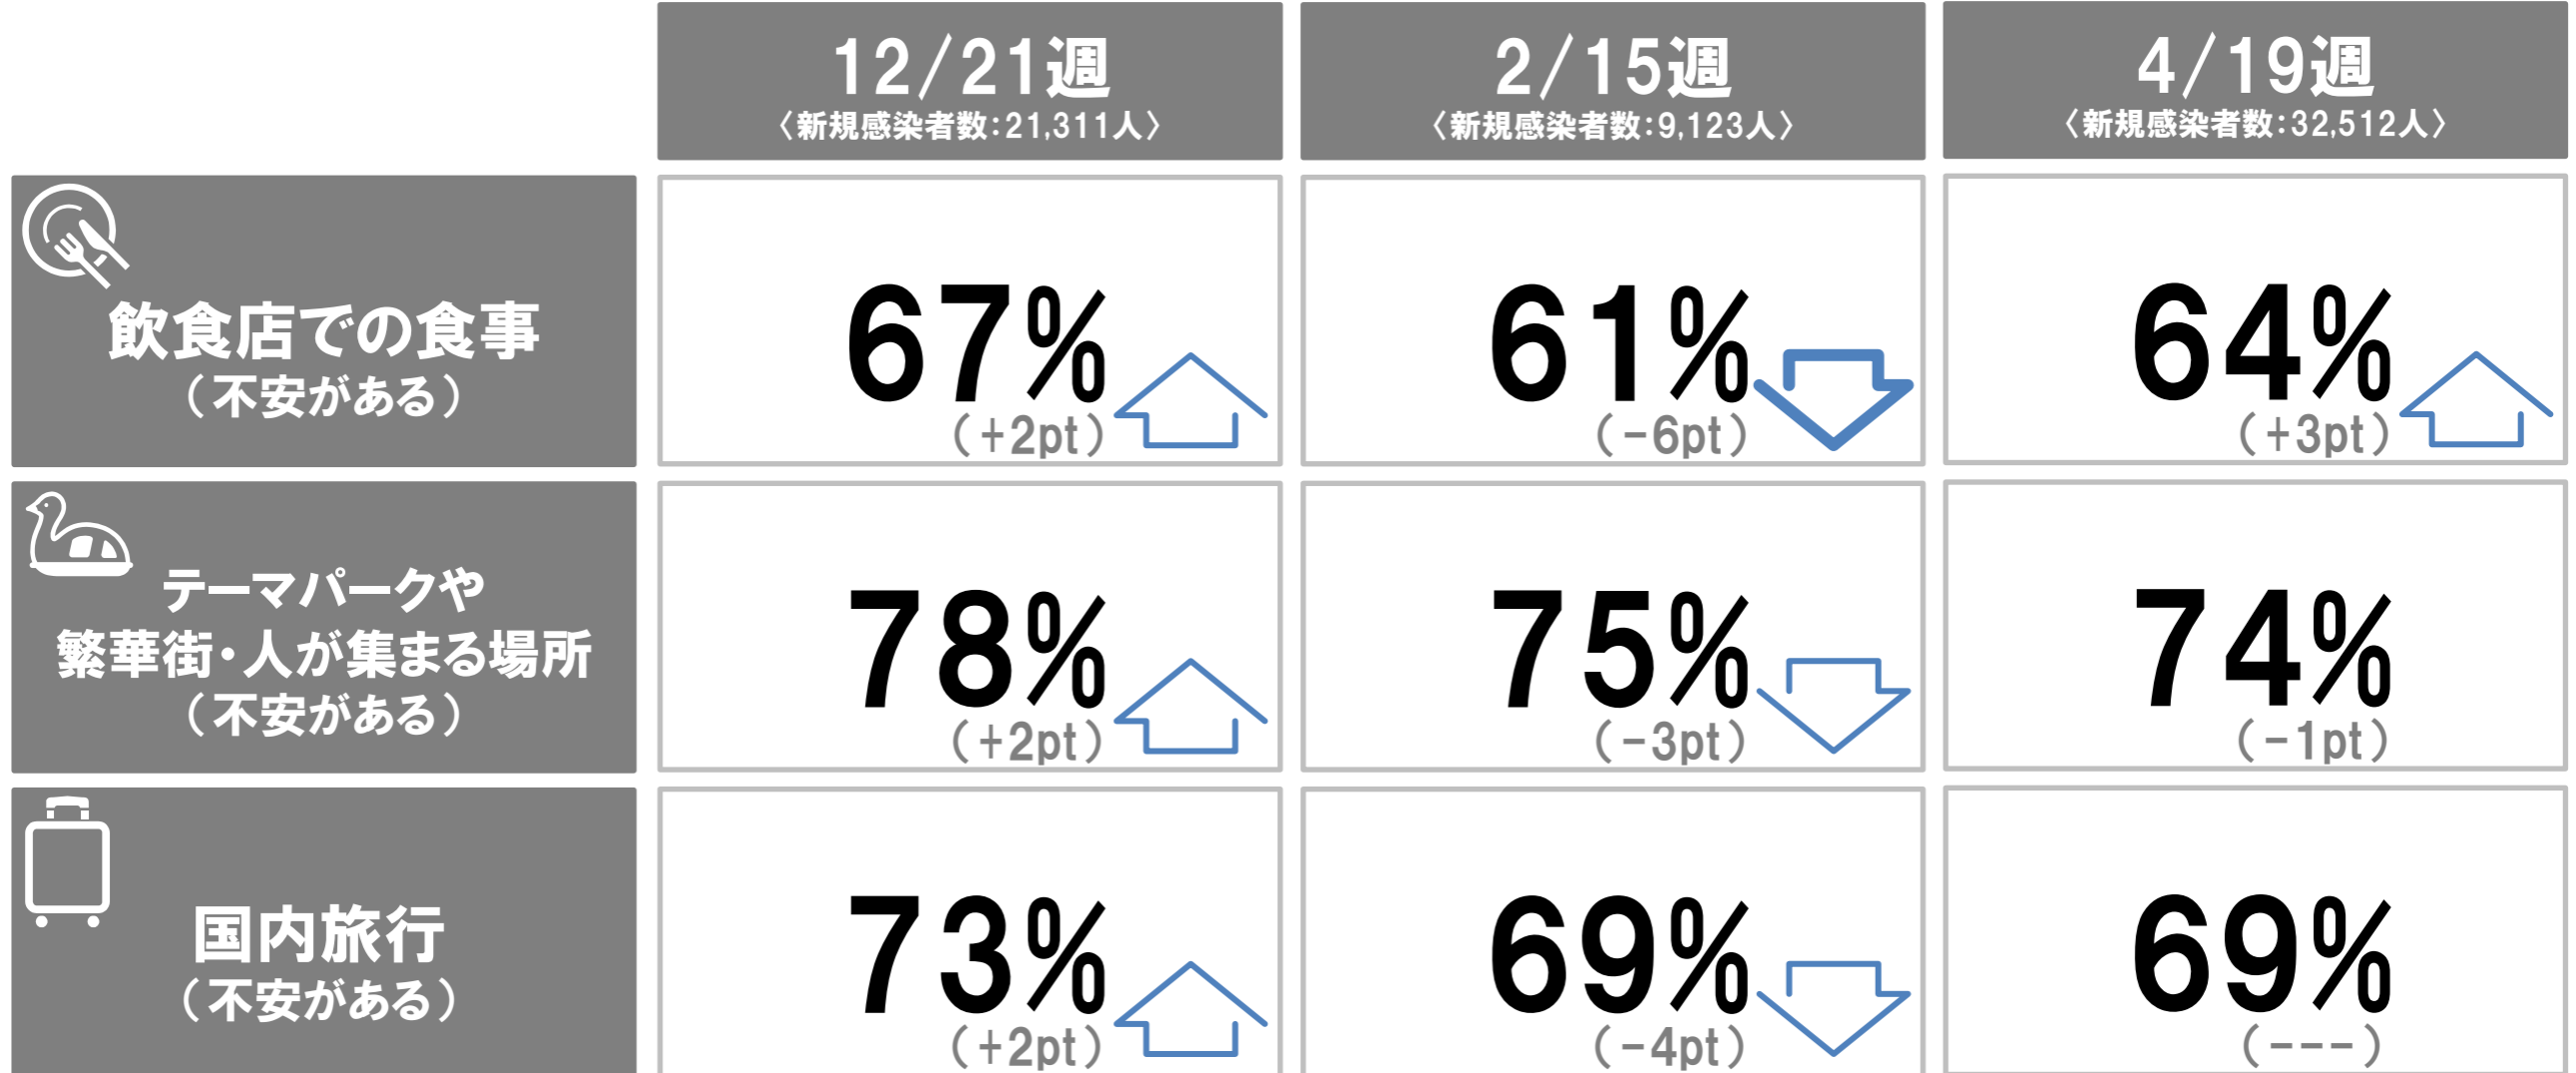 12/21週
〈新規感染者数：21,311人〉
2/15週
〈新規感染者数：9,123人〉
4/19週
〈新規感染者数：32,512人〉
飲食店での食事
（不安がある）
67%
（+2pt）
61%
（-6pt）
64%
（+3pt）
テーマパークや
繁華街・人が集まる場所
（不安がある）
78%
（+2pt）
75%
（-3pt）
74%
（-1pt）
国内旅行
（不安がある）
73%
（+2pt）
69%
（-4pt）
69%
（---）